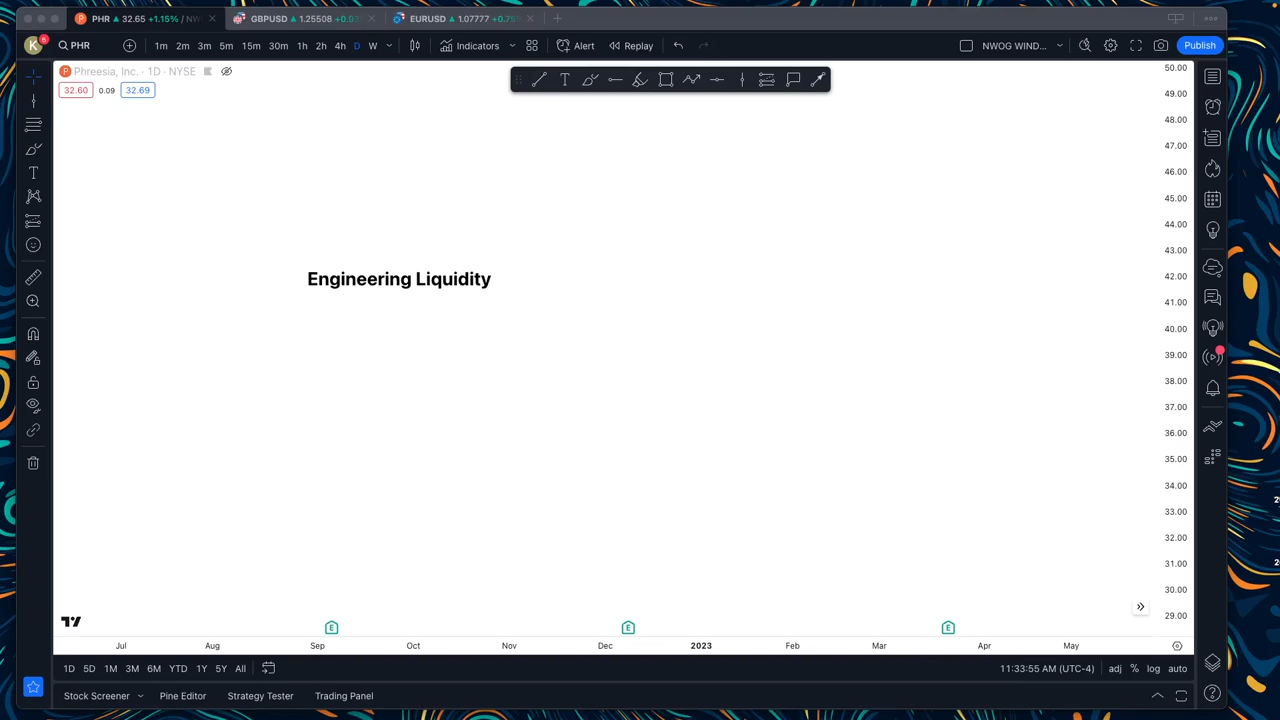 PHR 32.65 +1.15% / NW
GBPUSD 1.25508 +0.9
EURUSD 1.07777 +0.75%
K 6 PHR 1m 2m 3m 5m 15m 30m 1h 2h 4h D W Indicators Alert Replay NWOG WIND... Publish
P Phreesia, Inc. · 1D · NYSE
32.60 0.09 32.69
Engineering Liquidity
50.00
49.00
48.00
47.00
46.00
45.00
44.00
43.00
42.00
41.00
40.00
39.00
38.00
37.00
36.00
35.00
34.00
33.00
32.00
31.00
30.00
29.00
E E E
Jul Aug Sep Oct Nov Dec 2023 Feb Mar Apr May
1D 5D 1M 3M 6M YTD 1Y 5Y All 11:33:55 AM (UTC-4) adj % log auto
Stock Screener Pine Editor Strategy Tester Trading Panel